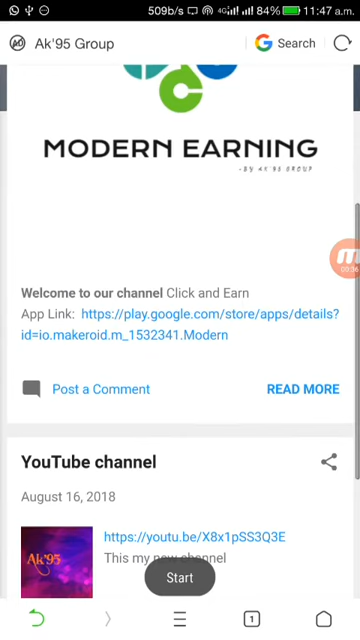 509b/s 4G 84% 11:47 a.m.
Ak'95 Group
Search
MODERN EARNING
-BY AK 95 GROUP
03:36
Welcome to our channel Click and Earn
App Link: https://play.google.com/store/apps/details?
id=io.makeroid.m_1532341.Modern
Post a Comment READ MORE
YouTube channel
August 16, 2018
Ak'95
https://youtu.be/X8x1pSS3Q3E
This my new channel
Start
1